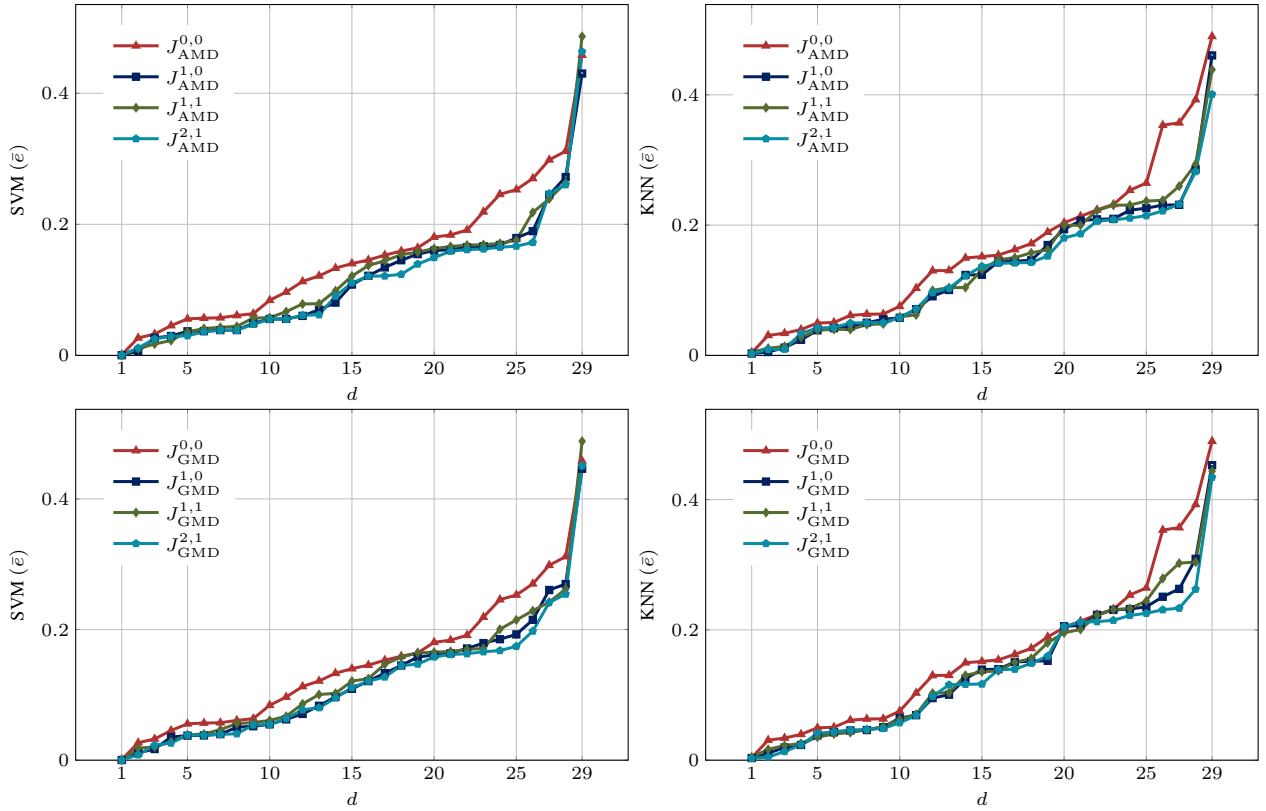 J^{0,0}_{AMD}
J^{1,0}_{AMD}
J^{1,1}_{AMD}
J^{2,1}_{AMD}
0.4
0.2
0
SVM (ē)
1 5 10 15 20 25 29
d
J^{0,0}_{AMD}
J^{1,0}_{AMD}
J^{1,1}_{AMD}
J^{2,1}_{AMD}
0.4
0.2
0
KNN (ē)
1 5 10 15 20 25 29
d
J^{0,0}_{GMD}
J^{1,0}_{GMD}
J^{1,1}_{GMD}
J^{2,1}_{GMD}
0.4
0.2
0
SVM (ē)
1 5 10 15 20 25 29
d
J^{0,0}_{GMD}
J^{1,0}_{GMD}
J^{1,1}_{GMD}
J^{2,1}_{GMD}
0.4
0.2
0
KNN (ē)
1 5 10 15 20 25 29
d